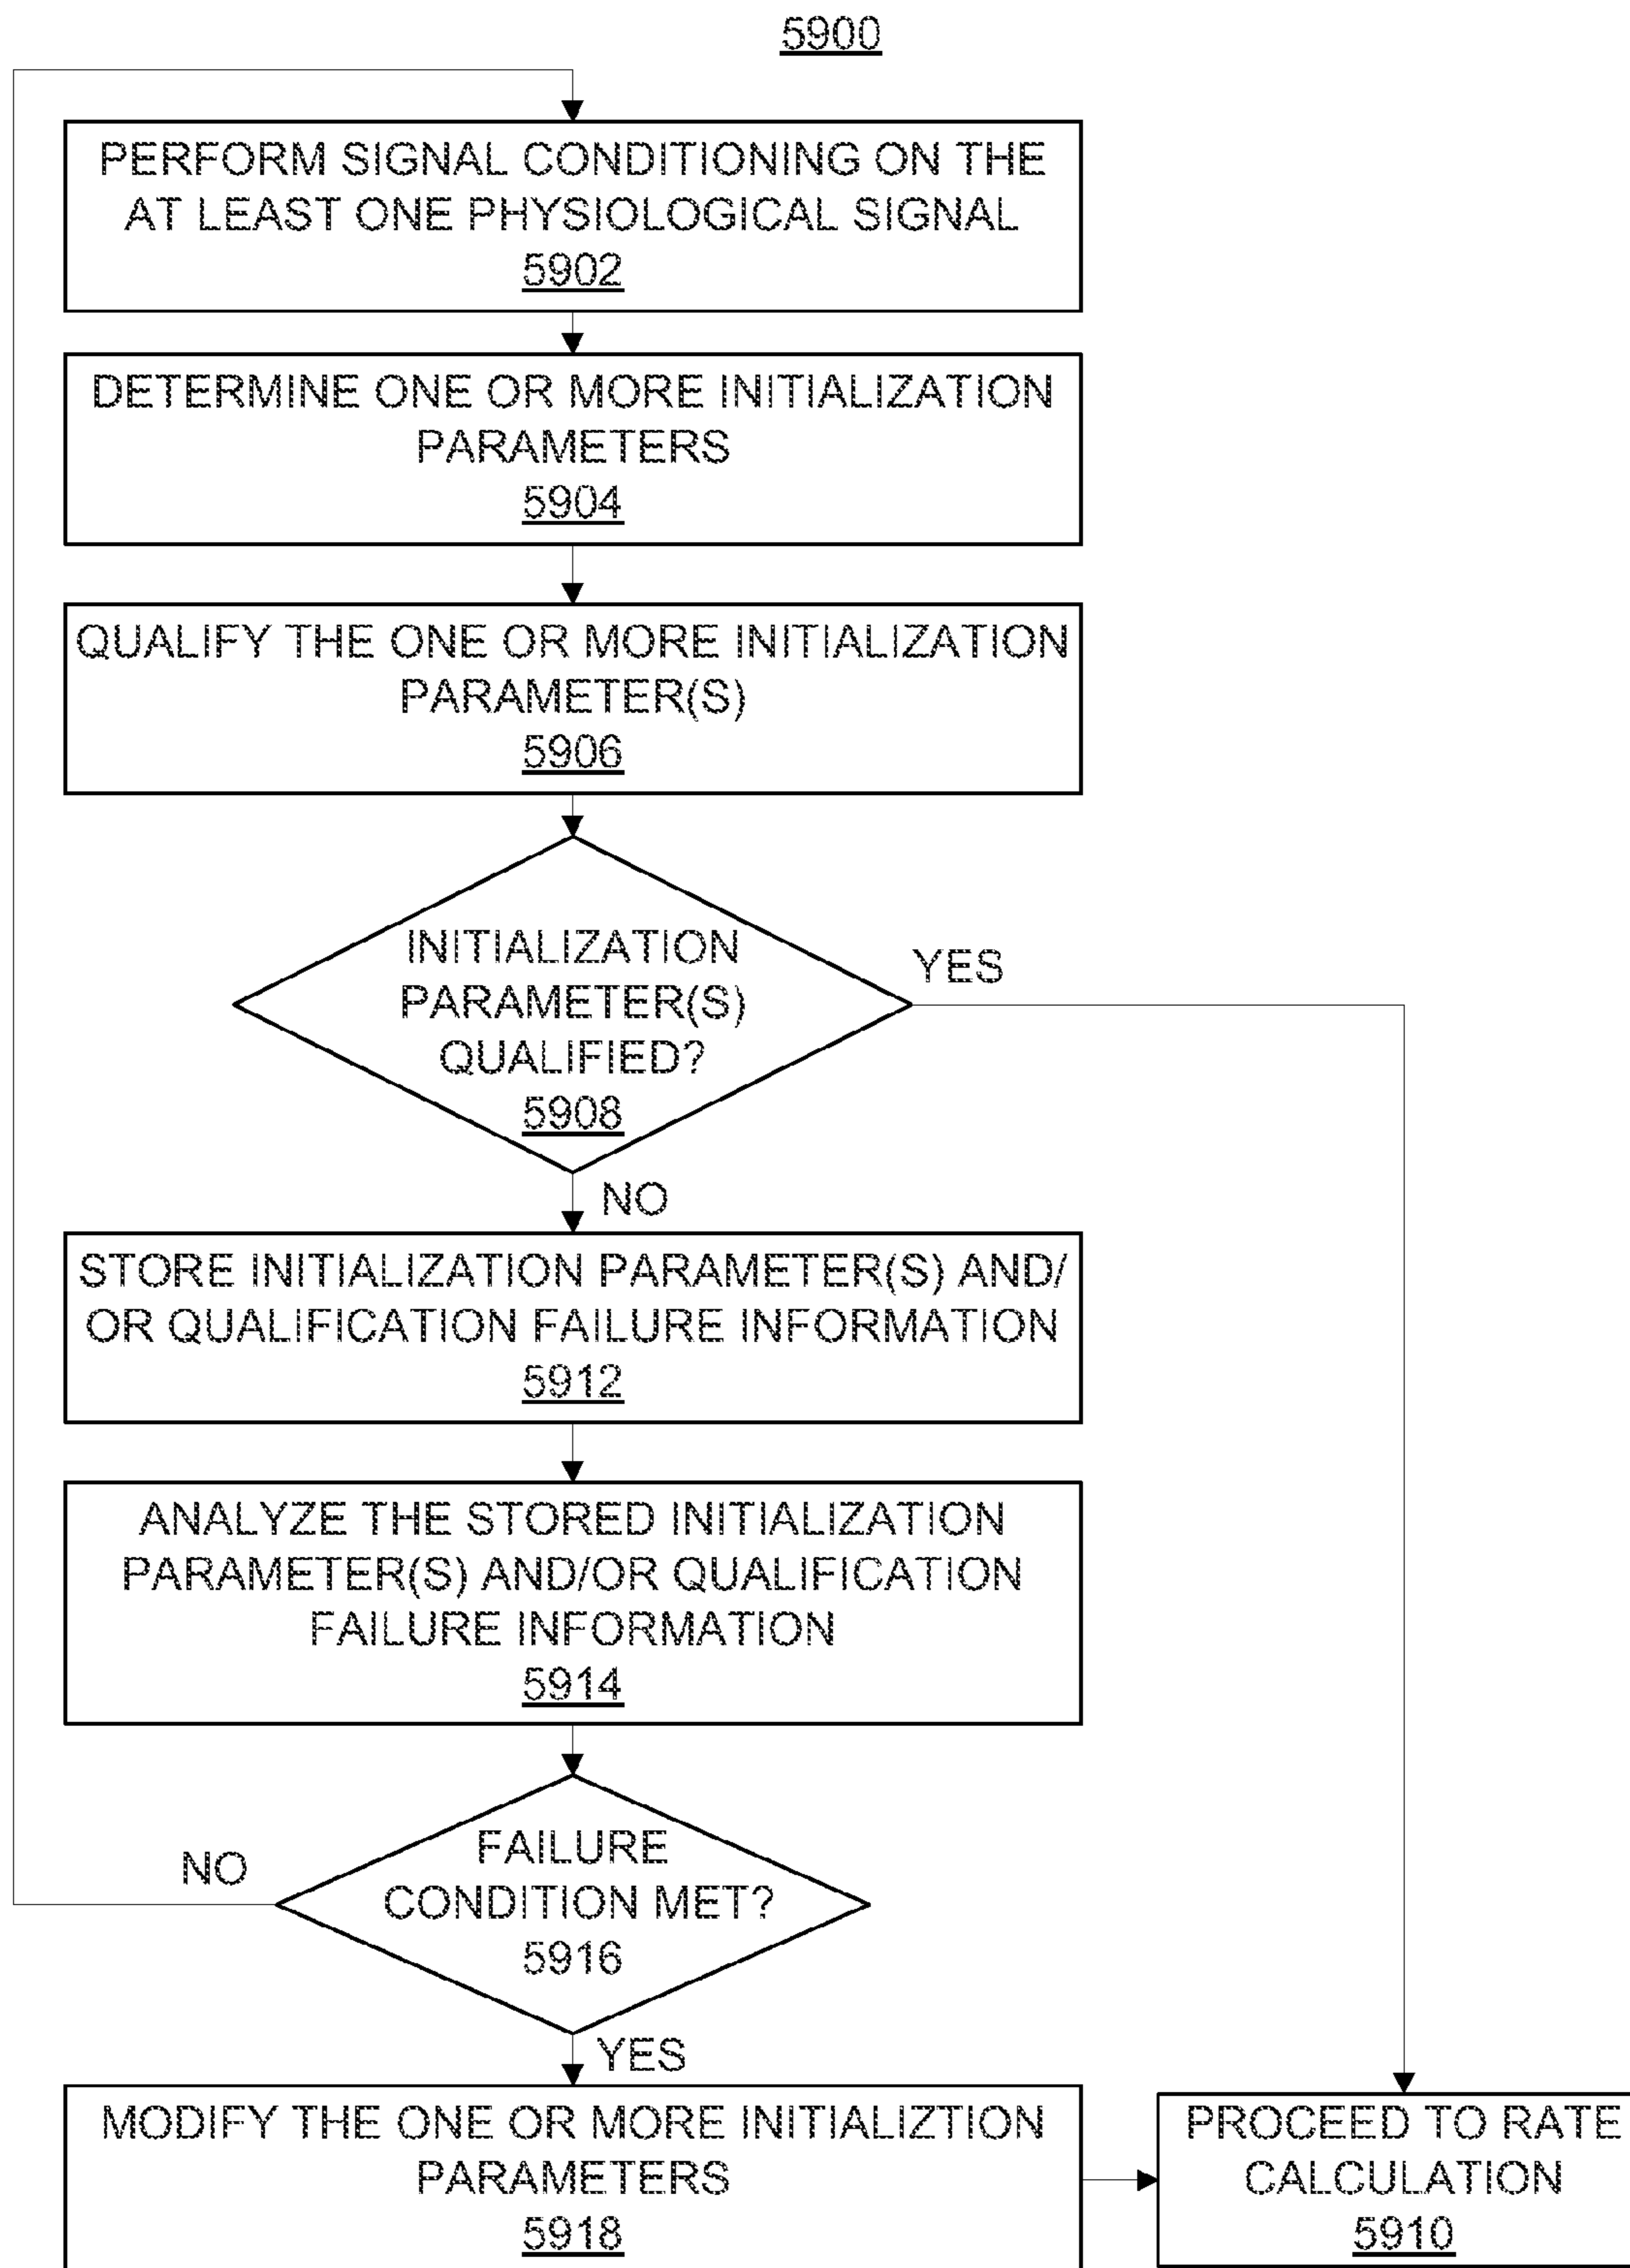 5900
PERFORM SIGNAL CONDITIONING ON THE
AT LEAST ONE PHYSIOLOGICAL SIGNAL
5902
DETERMINE ONE OR MORE INITIALIZATION
PARAMETERS
5904
QUALIFY THE ONE OR MORE INITIALIZATION
PARAMETER(S)
5906
INITIALIZATION
PARAMETER(S)
QUALIFIED?
5908
YES
NO
STORE INITIALIZATION PARAMETER(S) AND/
OR QUALIFICATION FAILURE INFORMATION
5912
ANALYZE THE STORED INITIALIZATION
PARAMETER(S) AND/OR QUALIFICATION
FAILURE INFORMATION
5914
NO
FAILURE
CONDITION MET?
5916
YES
MODIFY THE ONE OR MORE INITIALIZTION
PARAMETERS
5918
PROCEED TO RATE
CALCULATION
5910